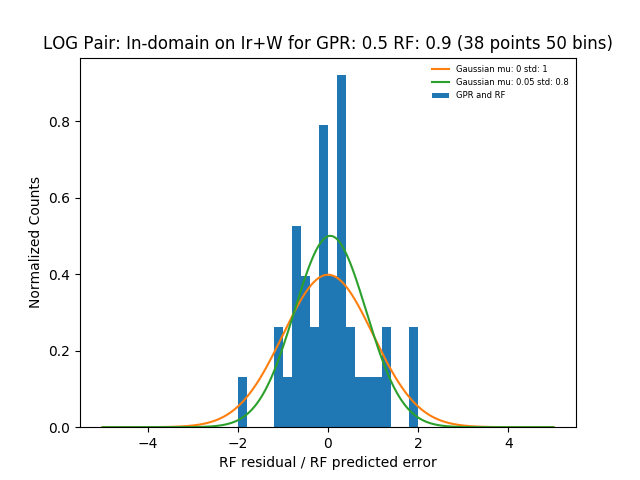 LOG Pair: In-domain on Ir+W for GPR: 0.5 RF: 0.9 (38 points 50 bins)
Gaussian mu: 0 std: 1
Gaussian mu: 0.05 std: 0.8
GPR and RF
Normalized Counts
0.8
0.6
0.4
0.2
0.0
−4 −2 0 2 4
RF residual / RF predicted error